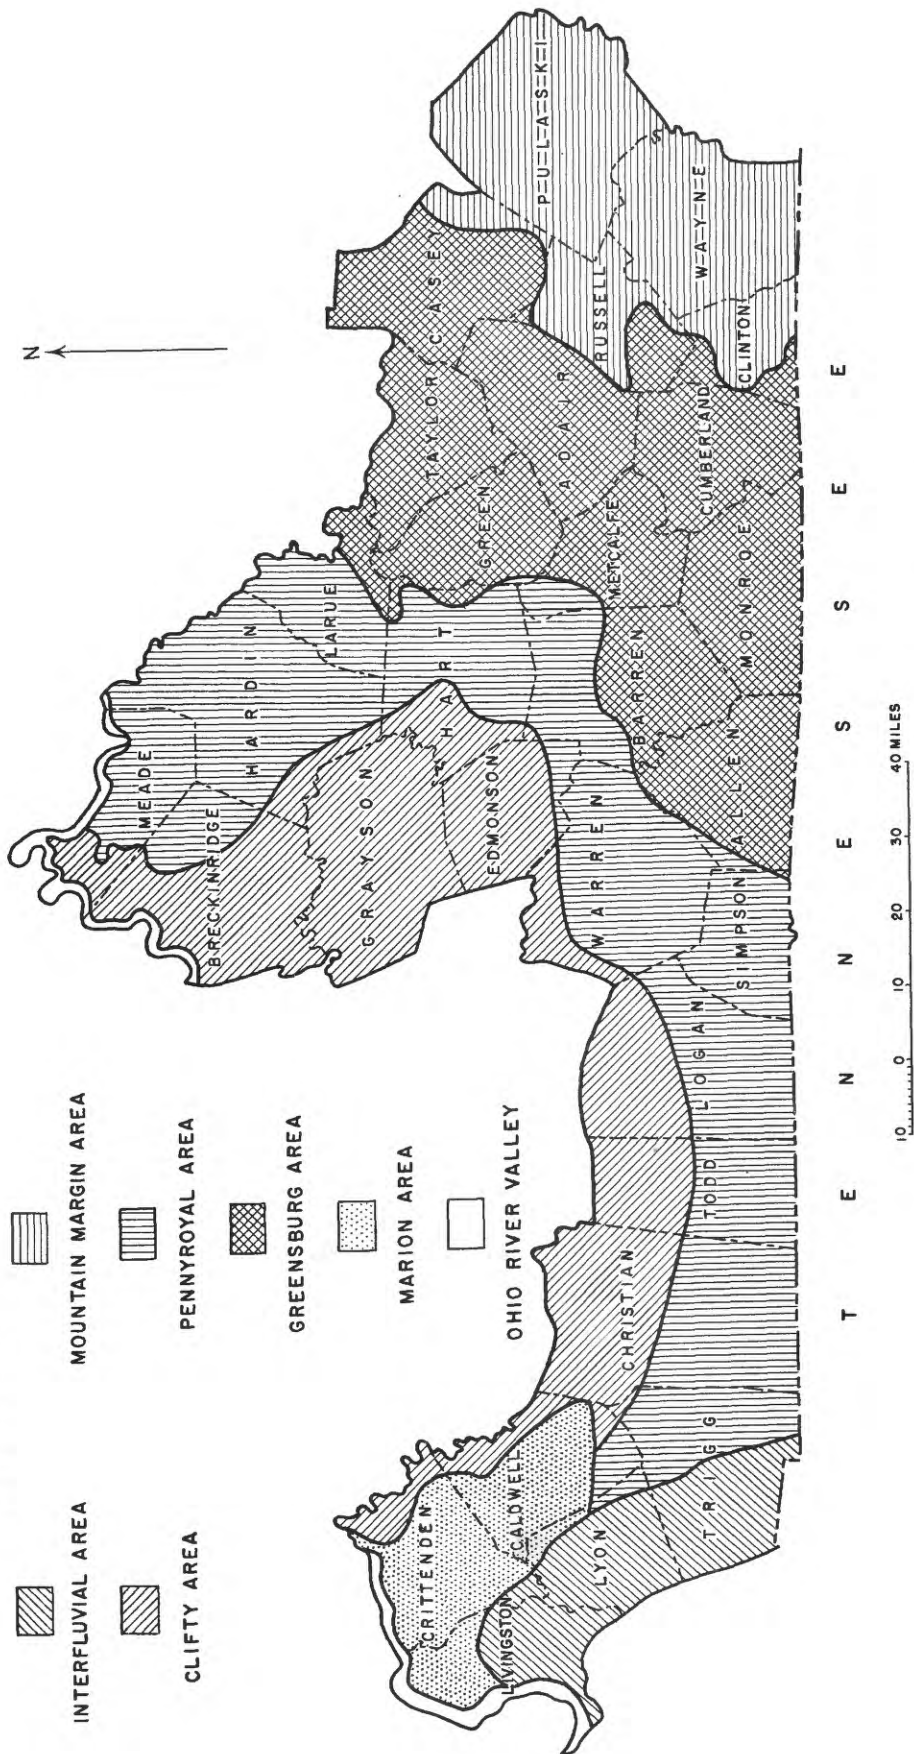 N
INTERFLUVIAL AREA
CLIFTY AREA
MOUNTAIN MARGIN AREA
PENNYROYAL AREA
GREENSBURG AREA
MARION AREA
OHIO RIVER VALLEY
MEADE
BRECKINRIDGE
HARDIN
LARUE
GRAYSON
HART
EDMONSON
TAYLOR
CASEY
GREEN
ADAIR
PULASKI
RUSSELL
WAYNE
CLINTON
CUMBERLAND
METCALFE
BARREN
MONROE
ALLEN
WARREN
SIMPSON
LOGAN
TODD
CHRISTIAN
TRIGG
CALDWELL
CRITTENDEN
LYON
LIVINGSTON
TENNESSEE
10 0 10 20 30 40 MILES